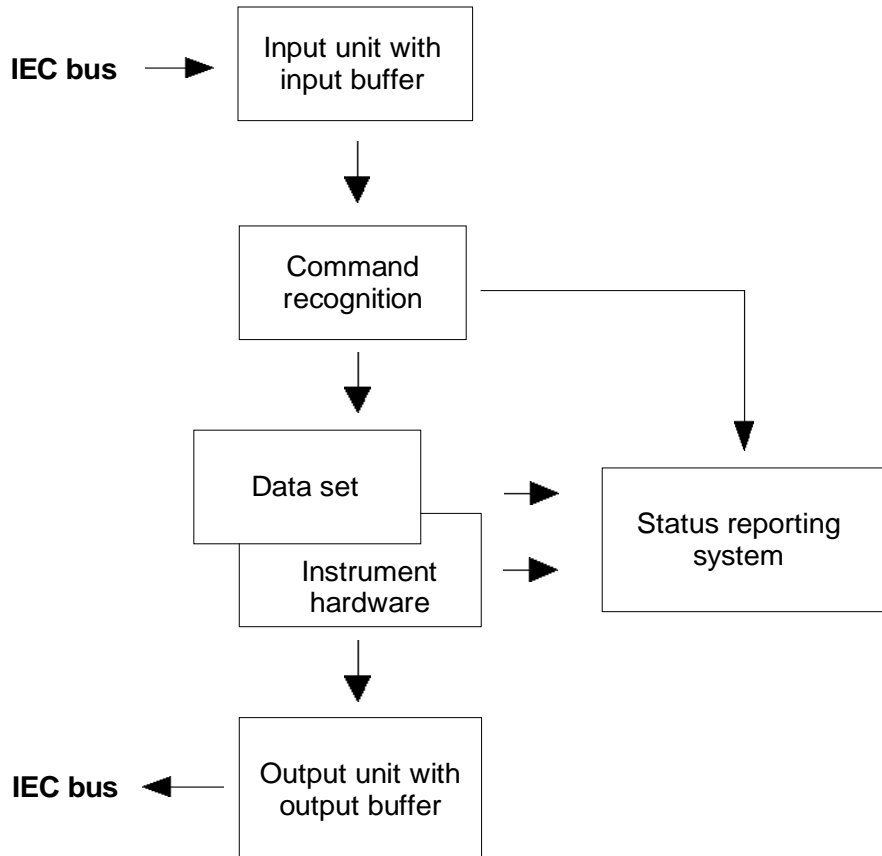 Input unit with
input buffer
IEC bus
Command
recognition
Data set
Status reporting
system
Instrument
hardware
Output unit with
output buffer
IEC bus